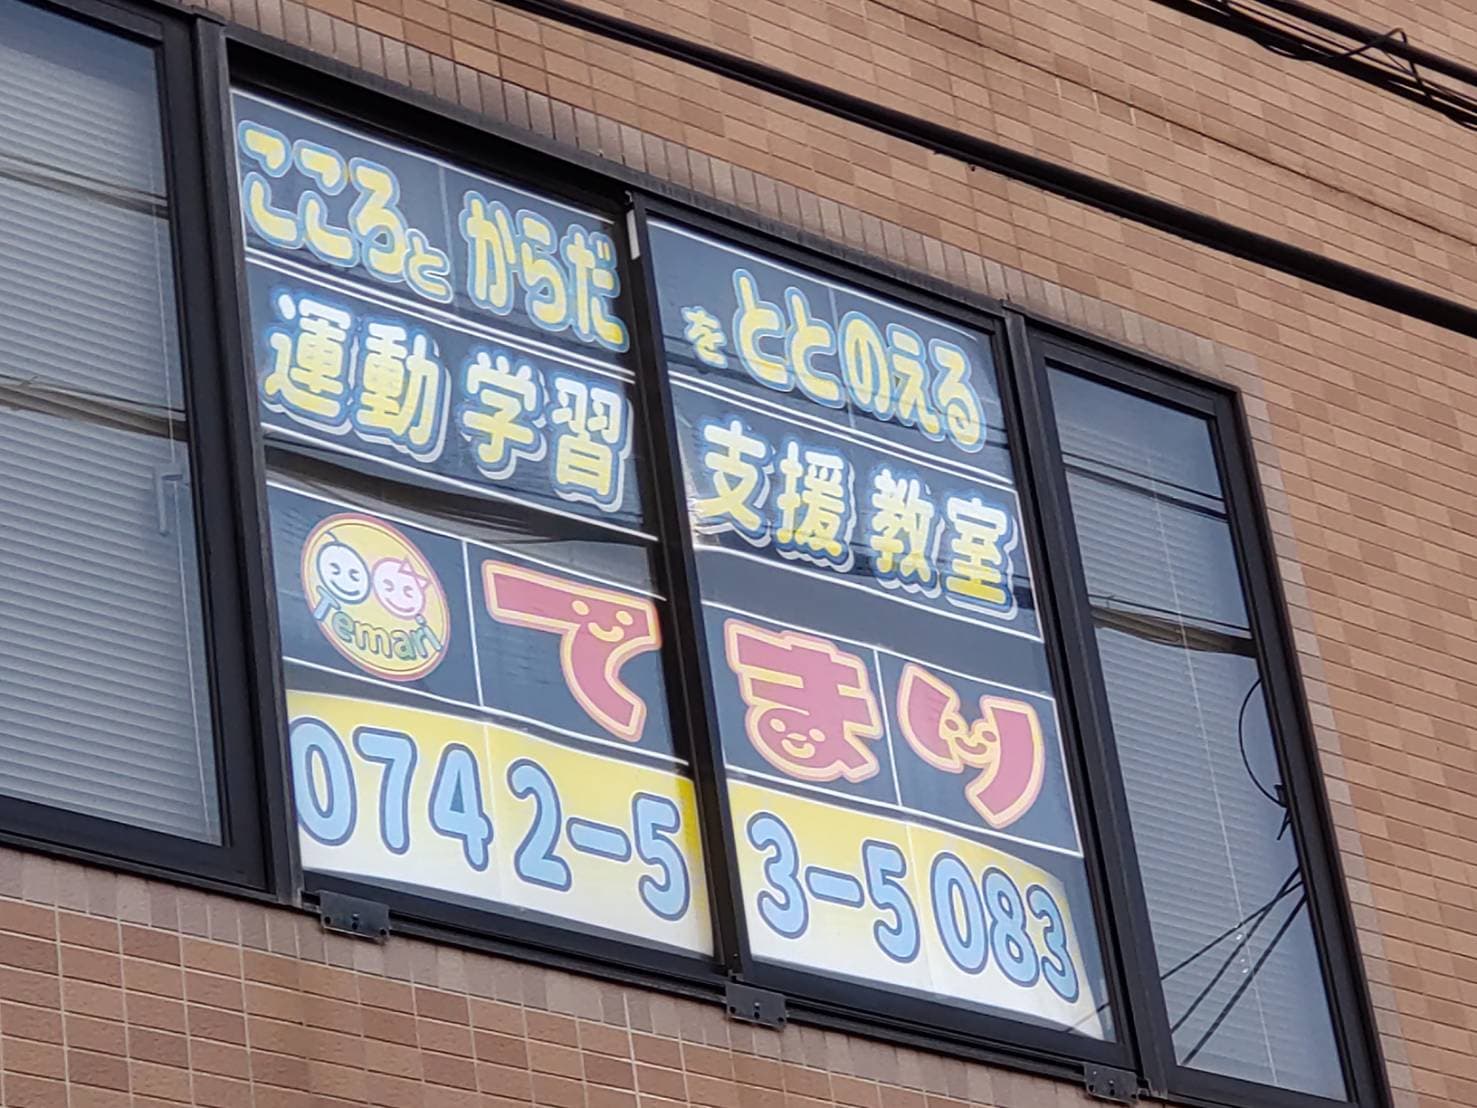 こころと からだ を ととのえる
運動 学習 支援 教室
Temari
てまり
0742-53-5083